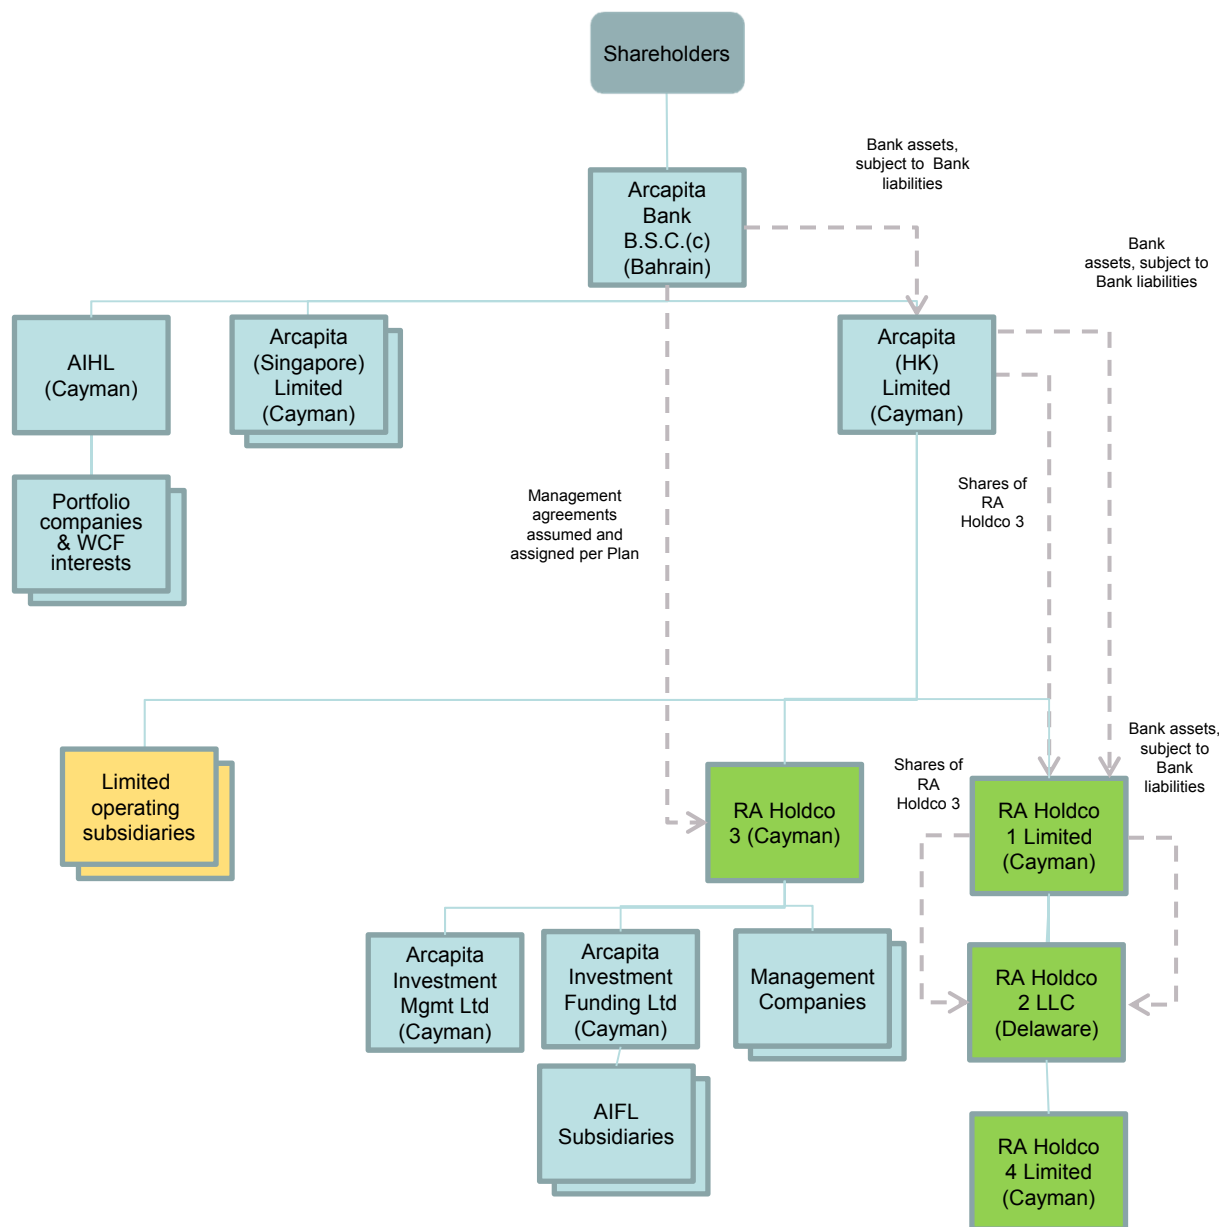 Shareholders
Bank assets,
subject to Bank
liabilities
Arcapita
Bank
B.S.C.(c)
(Bahrain)
Bank
assets, subject to
Bank liabilities
AIHL
(Cayman)
Arcapita
(Singapore)
Limited
(Cayman)
Arcapita
(HK)
Limited
(Cayman)
Portfolio
companies
& WCF
interests
Management
agreements
assumed and
assigned per Plan
Shares of
RA
Holdco 3
Limited
operating
subsidiaries
RA Holdco
3 (Cayman)
Shares of
RA
Holdco 3
RA Holdco
1 Limited
(Cayman)
Bank assets,
subject to
Bank
liabilities
Arcapita
Investment
Mgmt Ltd
(Cayman)
Arcapita
Investment
Funding Ltd
(Cayman)
Management
Companies
RA Holdco
2 LLC
(Delaware)
AIFL
Subsidiaries
RA Holdco
4 Limited
(Cayman)